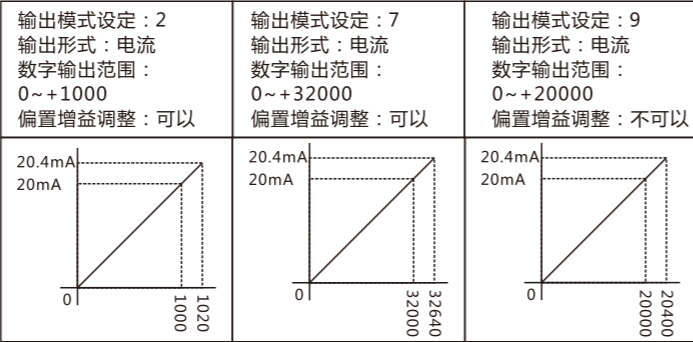 输出模式设定：2
输出形式：电流
数字输出范围：
0~+1000
偏置增益调整：可以
输出模式设定：7
输出形式：电流
数字输出范围：
0~+32000
偏置增益调整：可以
输出模式设定：9
输出形式：电流
数字输出范围：
0~+20000
偏置增益调整：不可以
20.4mA
20mA
0
1000
1020
20.4mA
20mA
0
32000
32640
20.4mA
20mA
0
20000
20400